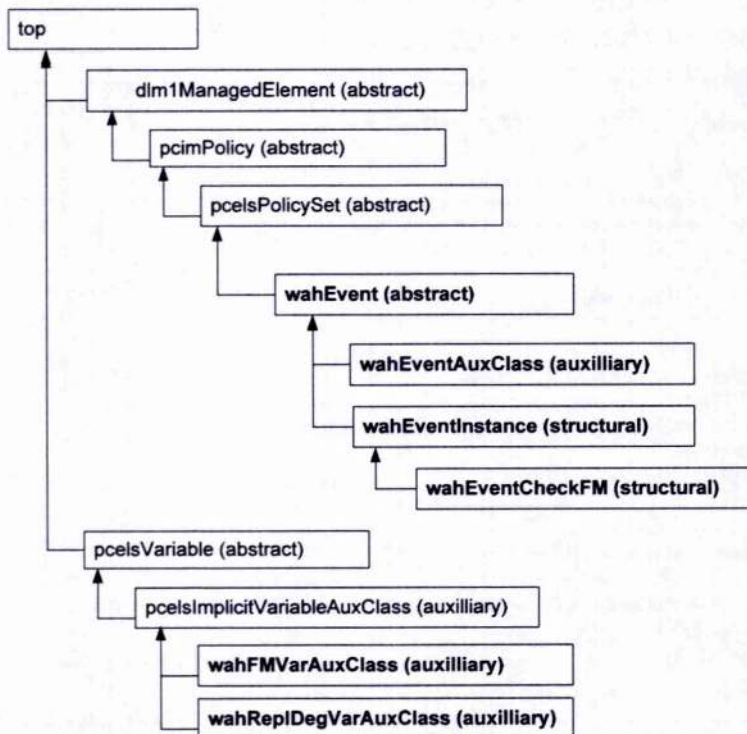 top
dlm1ManagedElement (abstract)
pcimPolicy (abstract)
pcelsPolicySet (abstract)
wahEvent (abstract)
wahEventAuxClass (auxilliary)
wahEventInstance (structural)
wahEventCheckFM (structural)
pcelsVariable (abstract)
pcelsImplicitVariableAuxClass (auxilliary)
wahFMVarAuxClass (auxilliary)
wahReplDegVarAuxClass (auxilliary)